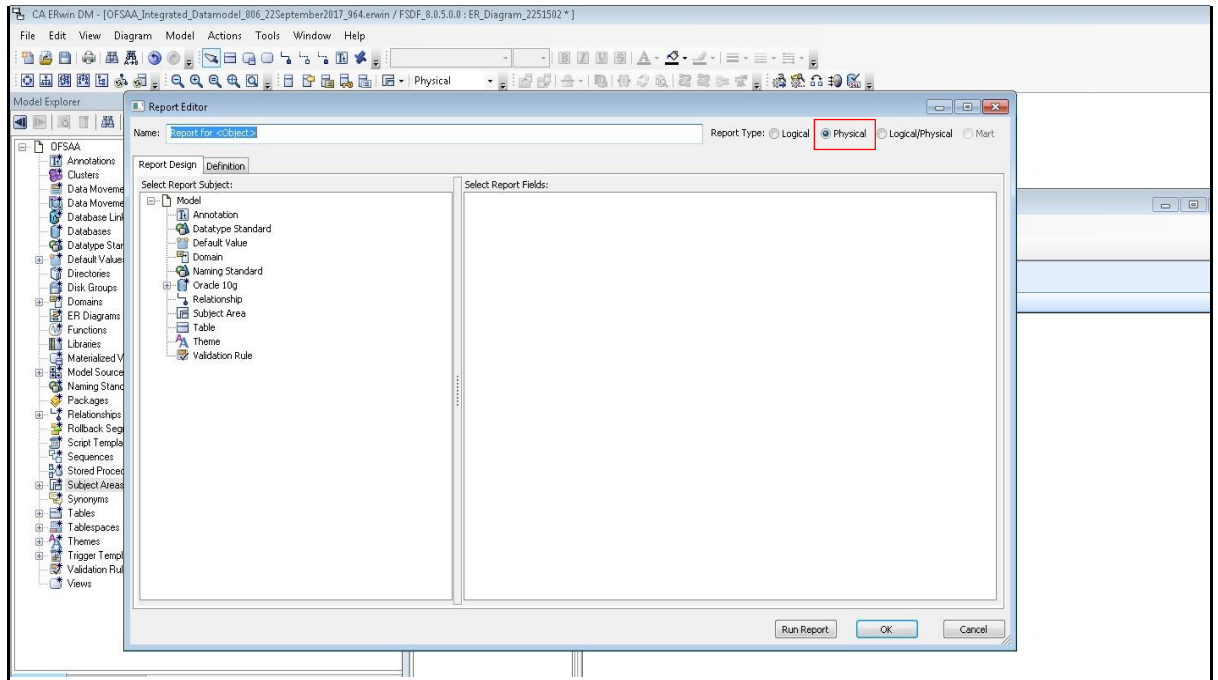 CA ERwin DM - [OFSAA_Integrated_Datamodel_806_22September2017_964.erwin / FSDF_8.0.5.0.0 : ER_Diagram_2251502 * ]
File Edit View Diagram Model Actions Tools Window Help
Physical
Model Explorer
OFSAA
Annotations
Clusters
Data Moveme
Data Moveme
Database Link
Databases
Datatype Star
Default Value
Directories
Disk Groups
Domains
ER Diagrams
Functions
Libraries
Materialized V
Model Source
Naming Stand
Packages
Relationships
Rollback Seg
Script Templa
Sequences
Stored Proced
Subject Areas
Synonyms
Tables
Tablespaces
Themes
Trigger Templ
Validation Rul
Views
Report Editor
Name: Report for <Object>
Report Type: Logical Physical Logical/Physical Mart
Report Design Definition
Select Report Subject:
Model
Annotation
Datatype Standard
Default Value
Domain
Naming Standard
Oracle 10g
Relationship
Subject Area
Table
Theme
Validation Rule
Select Report Fields:
Run Report OK Cancel